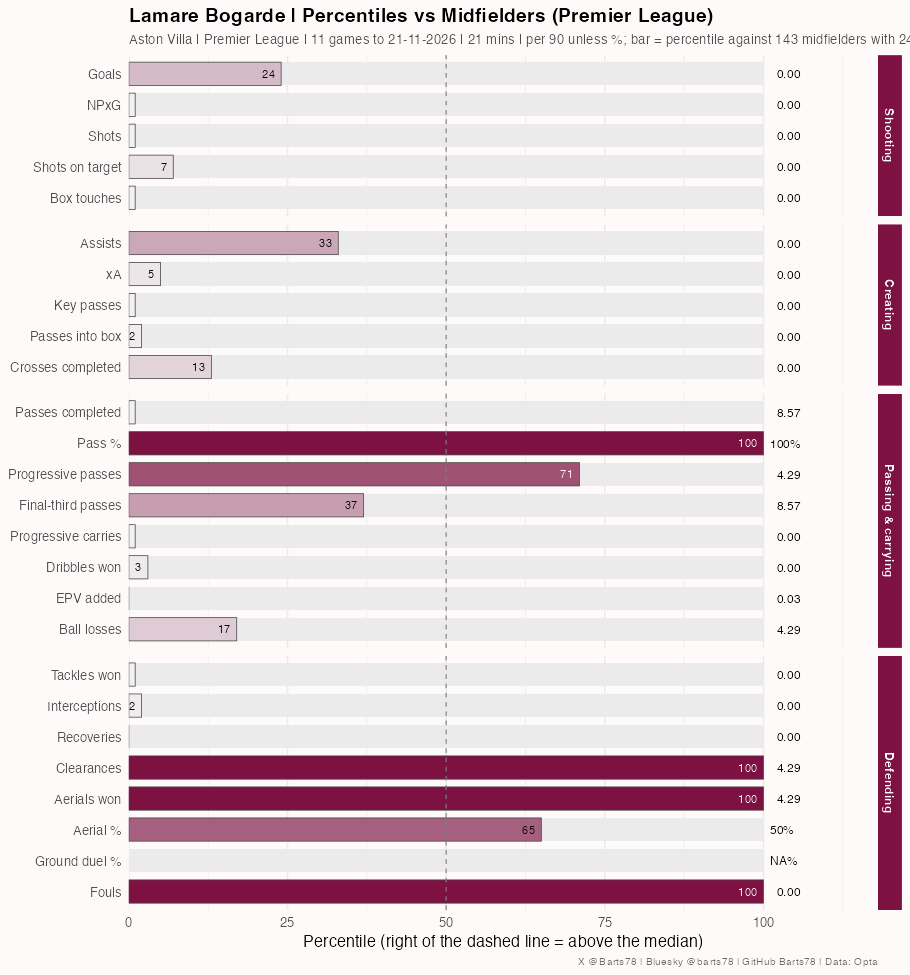 Lamare Bogarde | Percentiles vs Midfielders (Premier League)
Aston Villa | Premier League | 11 games to 21-11-2026 | 21 mins | per 90 unless %; bar = percentile against 143 midfielders with 24
Goals 24 0.00
NPxG 0.00
Shots 0.00
Shots on target 7 0.00
Box touches 0.00
Shooting
Assists 33 0.00
xA 5 0.00
Key passes 0.00
Passes into box 2 0.00
Crosses completed 13 0.00
Creating
Passes completed 8.57
Pass % 100 100%
Progressive passes 71 4.29
Final-third passes 37 8.57
Progressive carries 0.00
Dribbles won 3 0.00
EPV added 0.03
Ball losses 17 4.29
Passing & carrying
Tackles won 0.00
Interceptions 2 0.00
Recoveries 0.00
Clearances 100 4.29
Aerials won 100 4.29
Aerial % 65 50%
Ground duel % NA%
Fouls 100 0.00
Defending
0 25 50 75 100
Percentile (right of the dashed line = above the median)
X @Barts78 | Bluesky @barts78 | GitHub Barts78 | Data: Opta